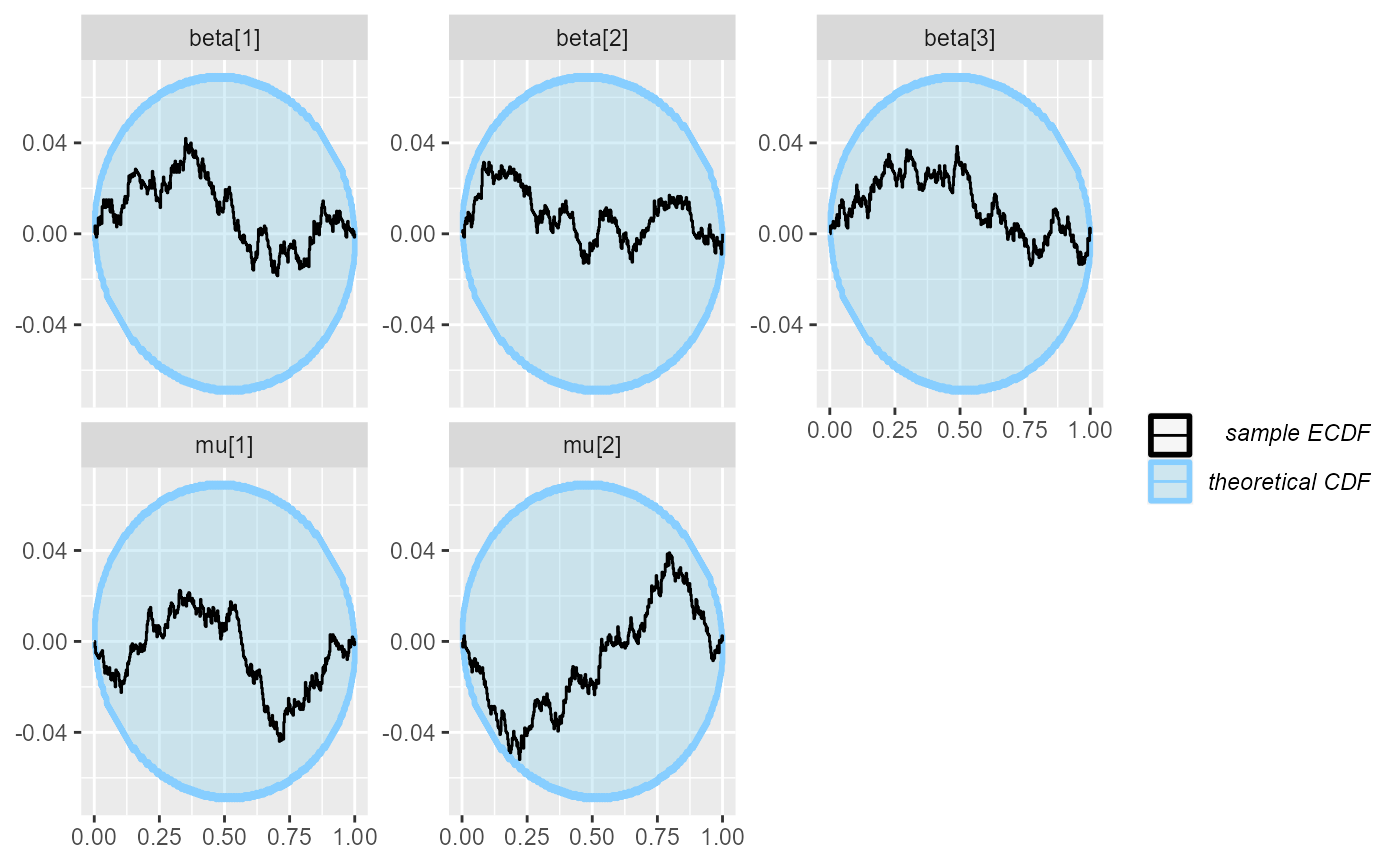 beta[1] beta[2] beta[3]
0.04 0.04 0.04
0.00 0.00 0.00
-0.04 -0.04 -0.04
0.00 0.25 0.50 0.75 1.00
sample ECDF
theoretical CDF
mu[1] mu[2]
0.04 0.04
0.00 0.00
-0.04 -0.04
0.00 0.25 0.50 0.75 1.00 0.00 0.25 0.50 0.75 1.00